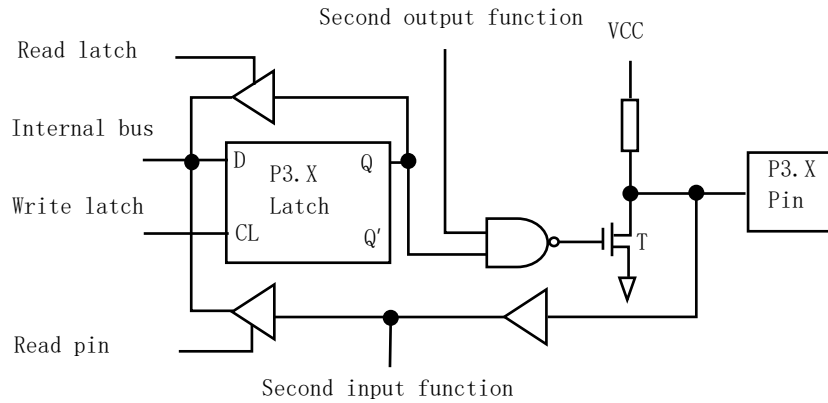 Second output function
VCC
Read latch
Internal bus
D
Q
P3.X
Latch
P3.X
Pin
Write latch
CL
Q'
T
Read pin
Second input function